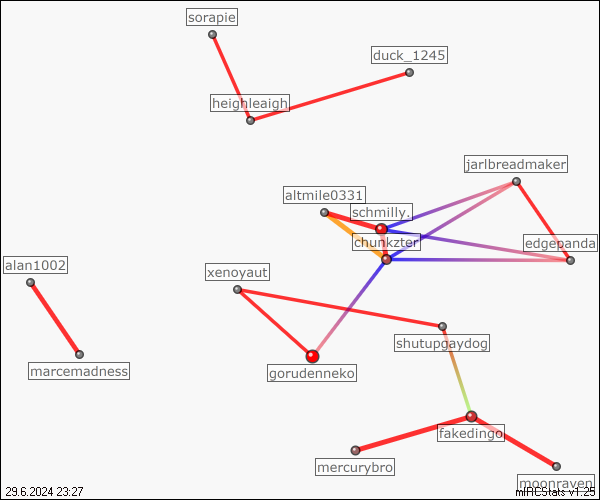 sorapie
duck_1245
heighleaigh
jarlbreadmaker
altmile0331
schmilly.
chunkzter
edgepanda
alan1002
xenoyaut
shutupgaydog
marcemadness
gorudenneko
fakedingo
mercurybro
moonraven
29.6.2024 23:27
mIRCStats v1.25